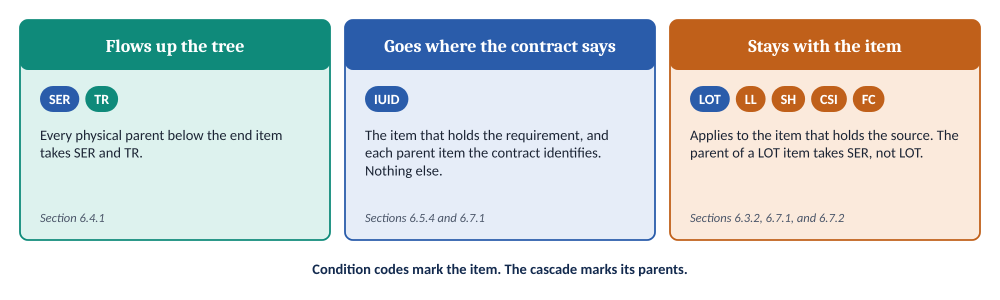 Flows up the tree
SER TR
Every physical parent below the end item
takes SER and TR.
Section 6.4.1
Goes where the contract says
IUID
The item that holds the requirement, and
each parent item the contract identifies.
Nothing else.
Sections 6.5.4 and 6.7.1
Stays with the item
LOT LL SH CSI FC
Applies to the item that holds the source. The
parent of a LOT item takes SER, not LOT.
Sections 6.3.2, 6.7.1, and 6.7.2
Condition codes mark the item. The cascade marks its parents.